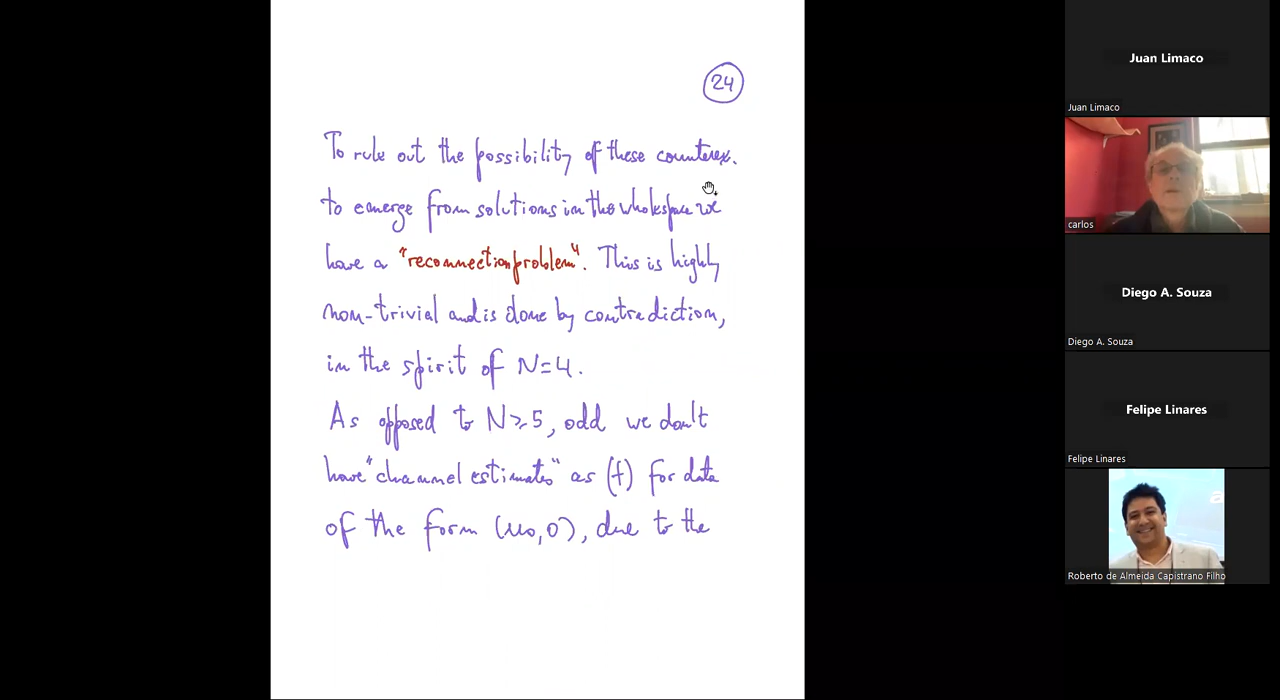 24
To rule out the possibility of these counterex.
to emerge from solutions in the whole space we
have a "reconnection problem". This is highly
non-trivial and is done by contradiction,
in the spirit of N=4.
As opposed to N≥5, odd we don't
have "channel estimates" as (f) for data
of the form (u₀,0), due to the
Juan Limaco
Juan Limaco
carlos
Diego A. Souza
Diego A. Souza
Felipe Linares
Felipe Linares
Roberto de Almeida Capistrano Filho